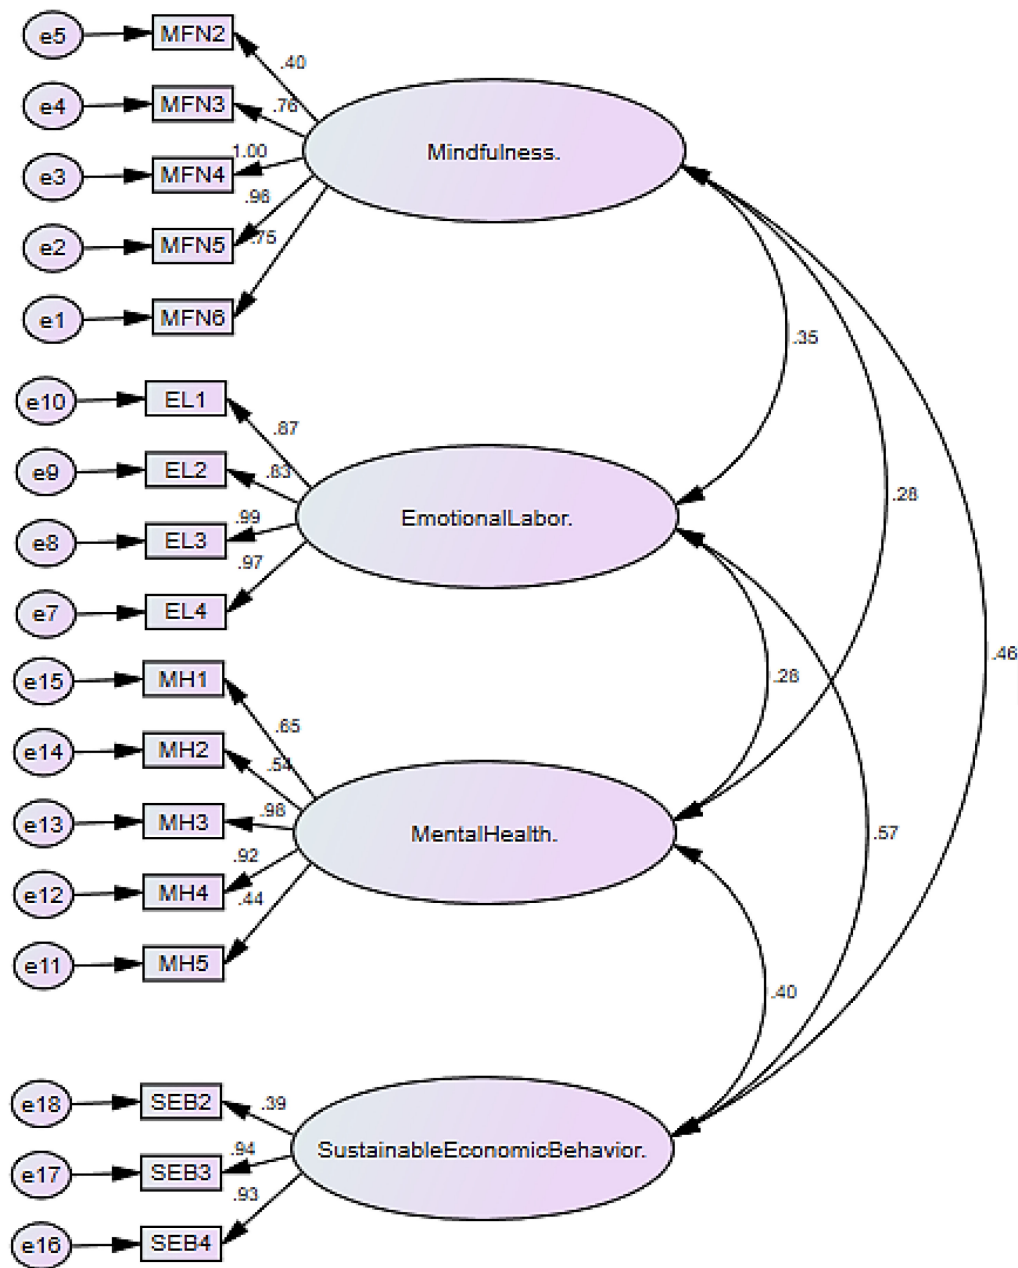 e5 MFN2
.40
e4 MFN3 .76
Mindfulness.
1.00
e3 MFN4
.96
e2 MFN5 .75
e1 MFN6
.35
e10 EL1
.87
e9 EL2 .83
.28
.99
EmotionalLabor.
e8 EL3
.97
e7 EL4
.46
e15 MH1
.28
.65
e14 MH2
.54
.98
e13 MH3
MentalHealth.
.57
.92
e12 MH4
.44
e11 MH5
.40
e18 SEB2 .39
.94
SustainableEconomicBehavior.
e17 SEB3
.93
e16 SEB4